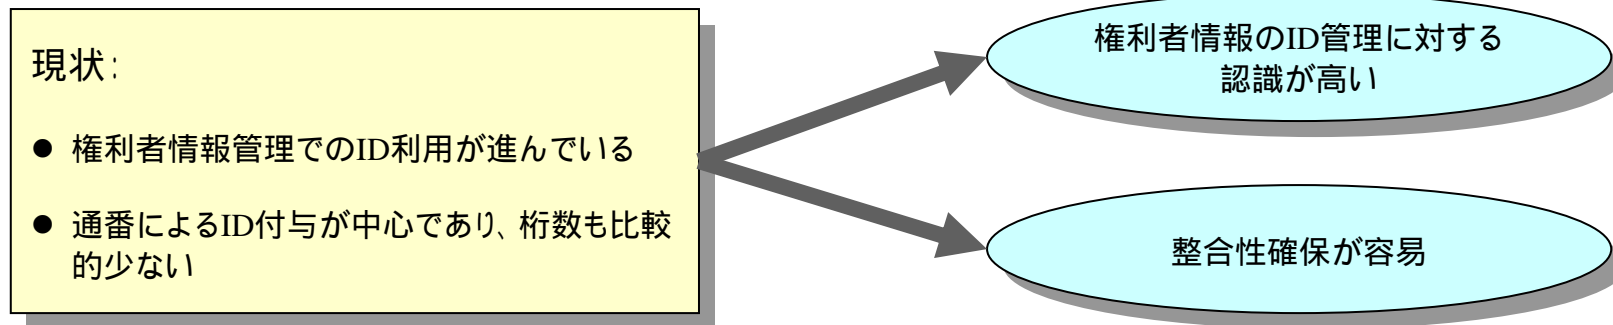 現状:
● 権利者情報管理でのID利用が進んでいる
● 通番によるID付与が中心であり、桁数も比較
的少ない
権利者情報のID管理に対する
認識が高い
整合性確保が容易